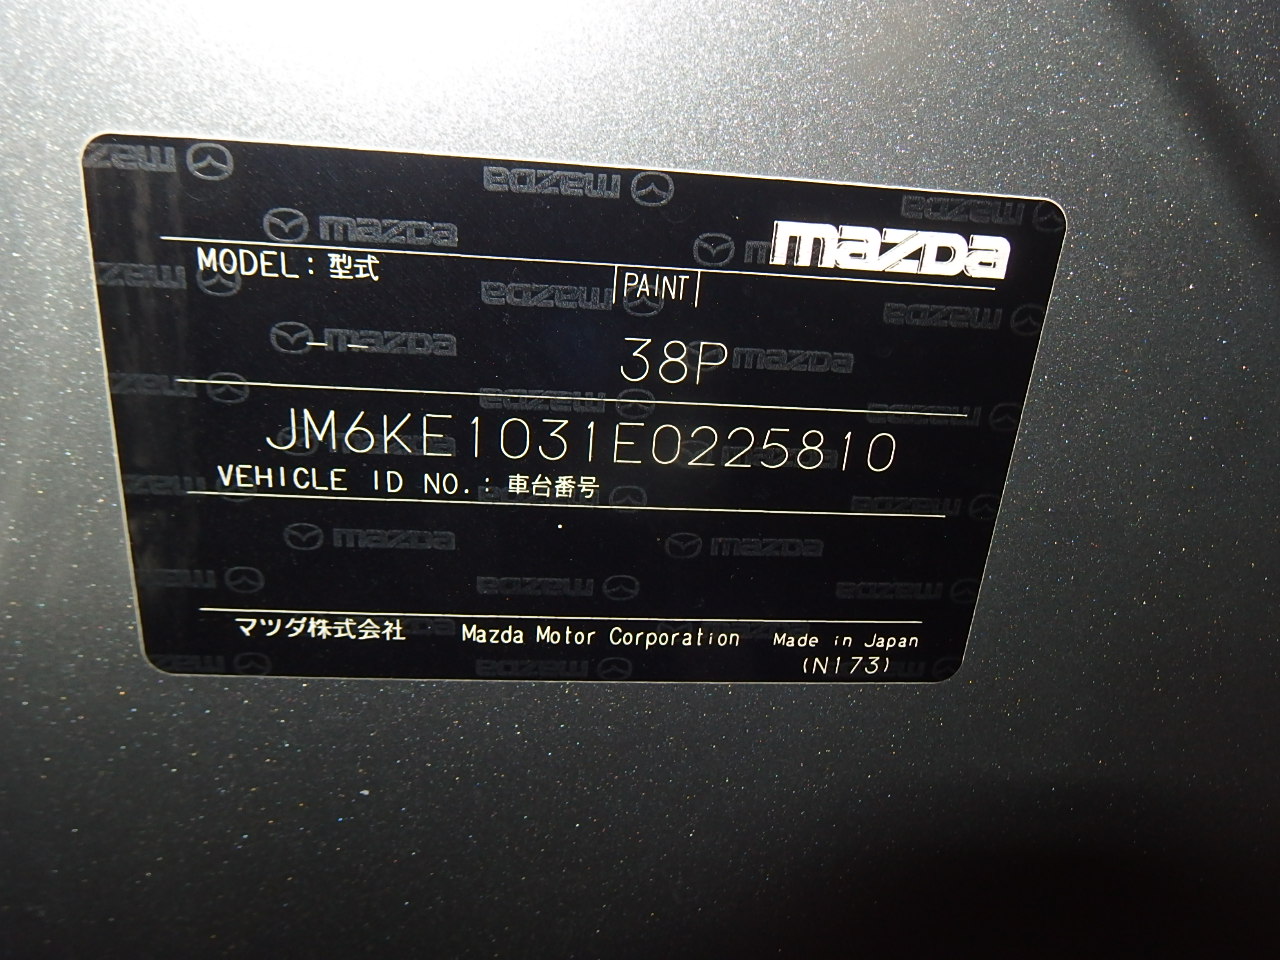 mazda
MODEL : 型式
PAINT
— —
38P
JM6KE1031E0225810
VEHICLE ID NO. : 車台番号
マツダ株式会社 Mazda Motor Corporation Made in Japan
(N173)